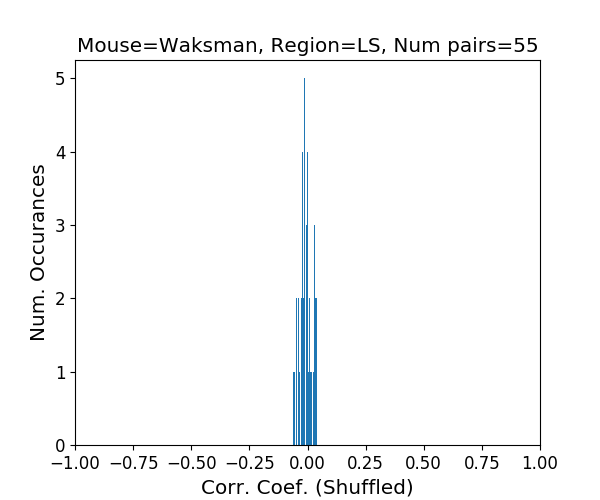 Mouse=Waksman, Region=LS, Num pairs=55
5
4
3
2
1
0
Num. Occurances
−1.00 −0.75 −0.50 −0.25 0.00 0.25 0.50 0.75 1.00
Corr. Coef. (Shuffled)